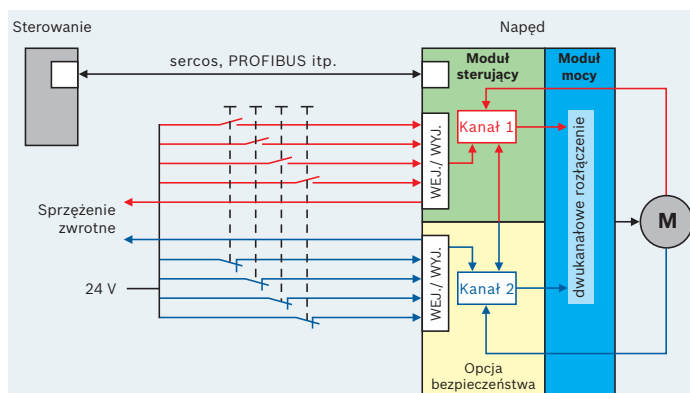 Sterowanie
Napęd
sercos, PROFIBUS itp.
Moduł
sterujący
Moduł
mocy
WEJ./ WYJ.
Kanał 1
dwukanałowe rozłączenie
M
Sprzężenie
zwrotne
24 V
WEJ./ WYJ.
Kanał 2
Opcja
bezpieczeństwa